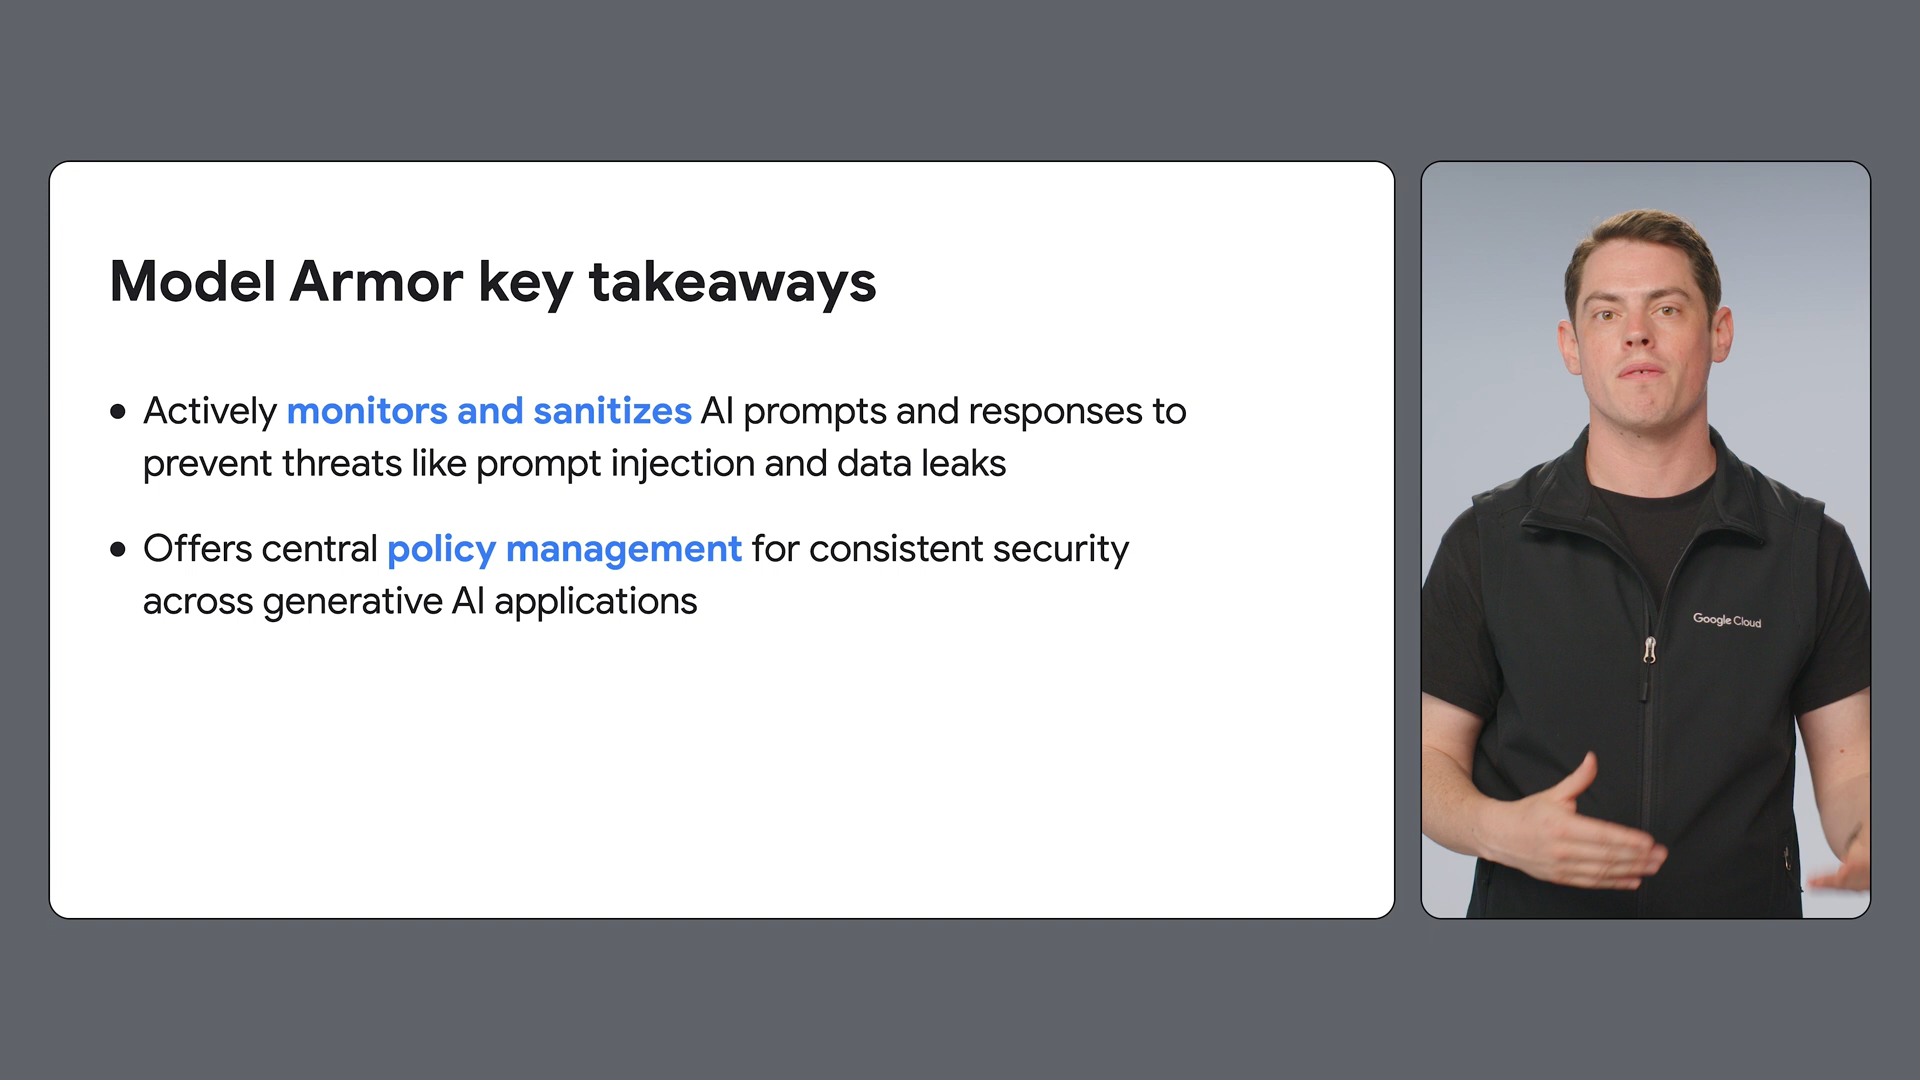 Model Armor key takeaways
• Actively monitors and sanitizes AI prompts and responses to
prevent threats like prompt injection and data leaks
• Offers central policy management for consistent security
across generative AI applications
Google Cloud